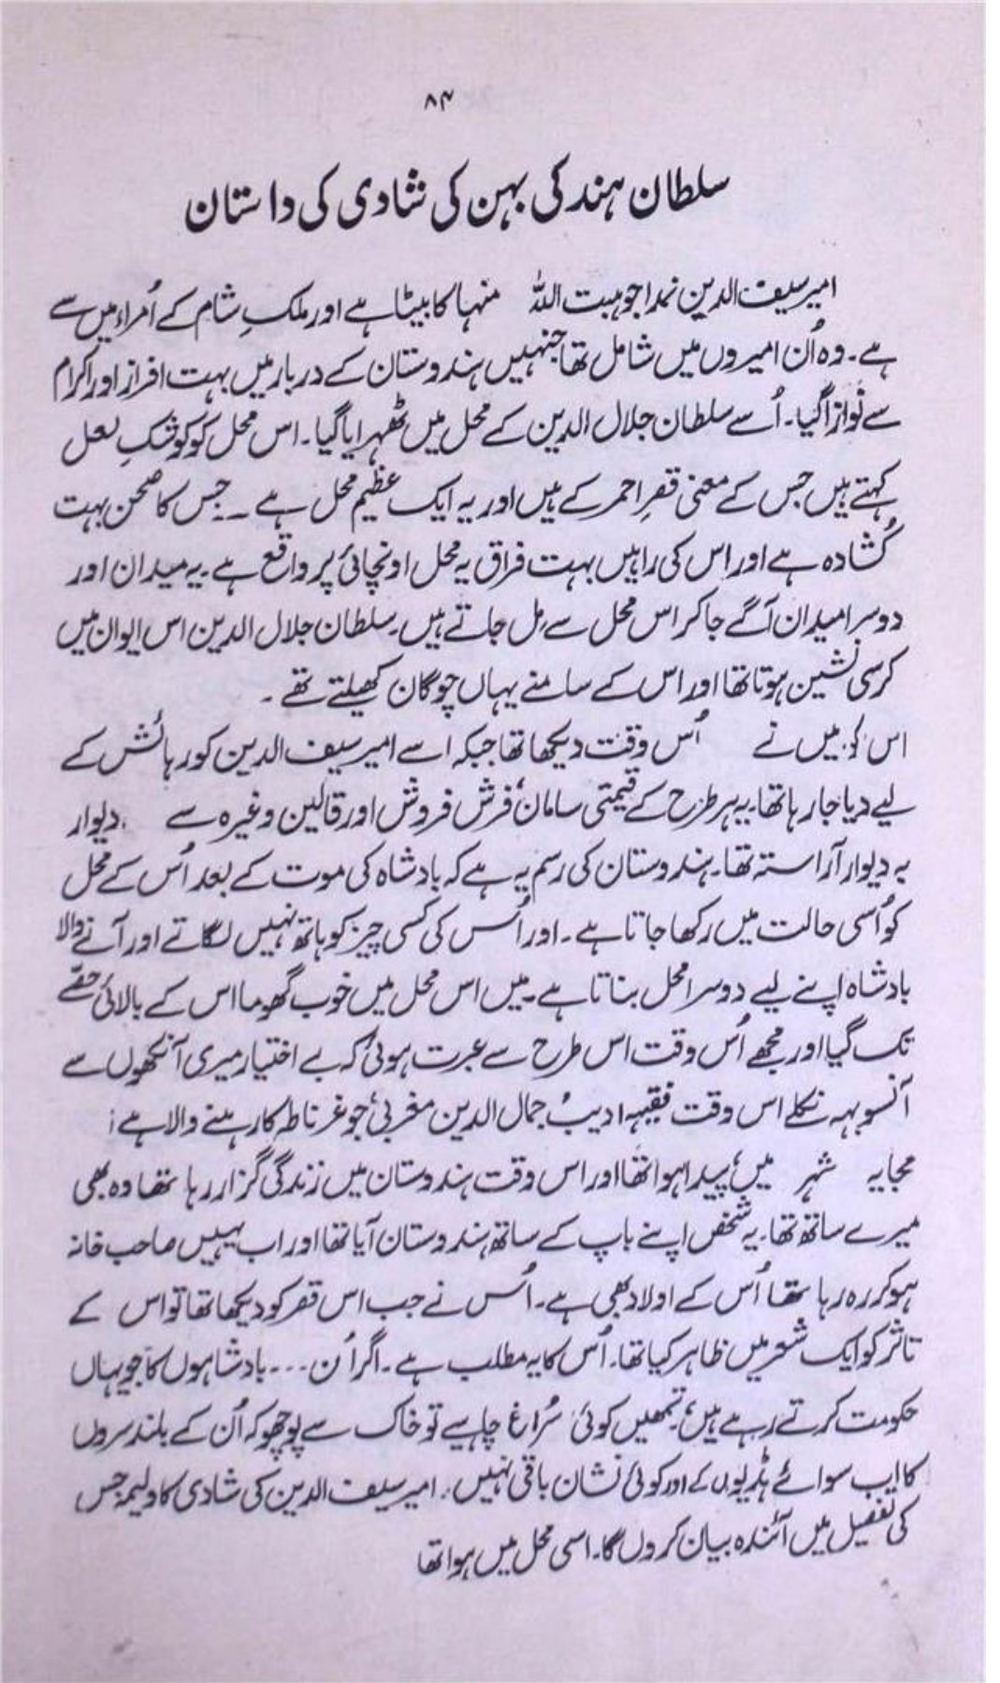 ۸۴
سلطان ہند کی بہن کی شادی کی داستان
امیر سیف الدین غدا جو ہبت اللہ منہا کا بیٹا ہے اور ملکِ شام کے اُمراء میں سے
ہے۔ وہ اُن امیروں میں شامل تھا جنہیں ہندوستان کے دربار میں بہت افراز اور اکرام
سے نوازا گیا۔ اُسے سلطان جلال الدین کے محل میں ٹھہرایا گیا۔ اس محل کو کوشکِ لعل
کہتے ہیں جس کے معنی قصرِ احمر کے ہیں اور یہ ایک عظیم محل ہے ۔ جس کا صحن بہت
کُشادہ ہے اور اس کی راہیں بہت فراق یہ محل اونچائی پر واقع ہے۔ یہ میدان اور
دوسرا میدان آگے جا کر اس محل سے مل جاتے ہیں۔ سلطان جلال الدین اس ایوان میں
کرسی نشین ہوتا تھا اور اس کے سامنے یہاں چوگان کھیلتے تھے ۔
اس کو میں نے اُس وقت دیکھا تھا جبکہ اسے امیر سیف الدین کو رہائش کے
لیے دیا جا رہا تھا۔ یہ ہر طرح کے قیمتی سامان، فرش فروش اور قالین وغیرہ سے دیوار
بہ دیوار آراستہ تھا۔ ہندوستان کی رسم یہ ہے کہ بادشاہ کی موت کے بعد اُس کے محل
کو اُسی حالت میں رکھا جاتا ہے ۔ اور اُس کی کسی چیز کو ہاتھ نہیں لگاتے اور آنے والا
بادشاہ اپنے لیے دوسرا محل بناتا ہے۔ میں اس محل میں خوب گھوما اس کے بالائی حصّے
تک گیا اور مجھے اُس وقت اس طرح سے عبرت ہوئی کہ بے اختیار میری آنکھوں سے
آنسو بہہ نکلے اس وقت فقیہہ ادیب جمال الدین مغربی جو غرناطہ کا رہنے والا ہے
مجایہ شہر میں پیدا ہوا تھا اور اس وقت ہندوستان میں زندگی گزار رہا تھا وہ بھی
میرے ساتھ تھا۔ یہ شخص اپنے باپ کے ساتھ ہندوستان آیا تھا اور اب یہیں صاحب خانہ
ہو کر رہ رہا تھا اُس کے اولاد بھی ہے۔ اُس نے جب اس قصر کو دیکھا تھا تو اس کے
تاثر کو ایک شعر میں ظاہر کیا تھا۔ اُس کا یہ مطلب ہے ۔ اگر اُن ... بادشاہوں کا جو یہاں
حکومت کرتے رہے ہیں، تمھیں کوئی سُراغ چاہیے تو خاک سے پوچھو کہ اُن کے بلند سروں
کا اب سوائے ہڈیوں کے اور کوئی نشان باقی نہیں۔ امیر سیف الدین کی شادی کا ولیمہ جس
کی تفصیل میں آئندہ بیان کروں گا۔ اسی محل میں ہوا تھا